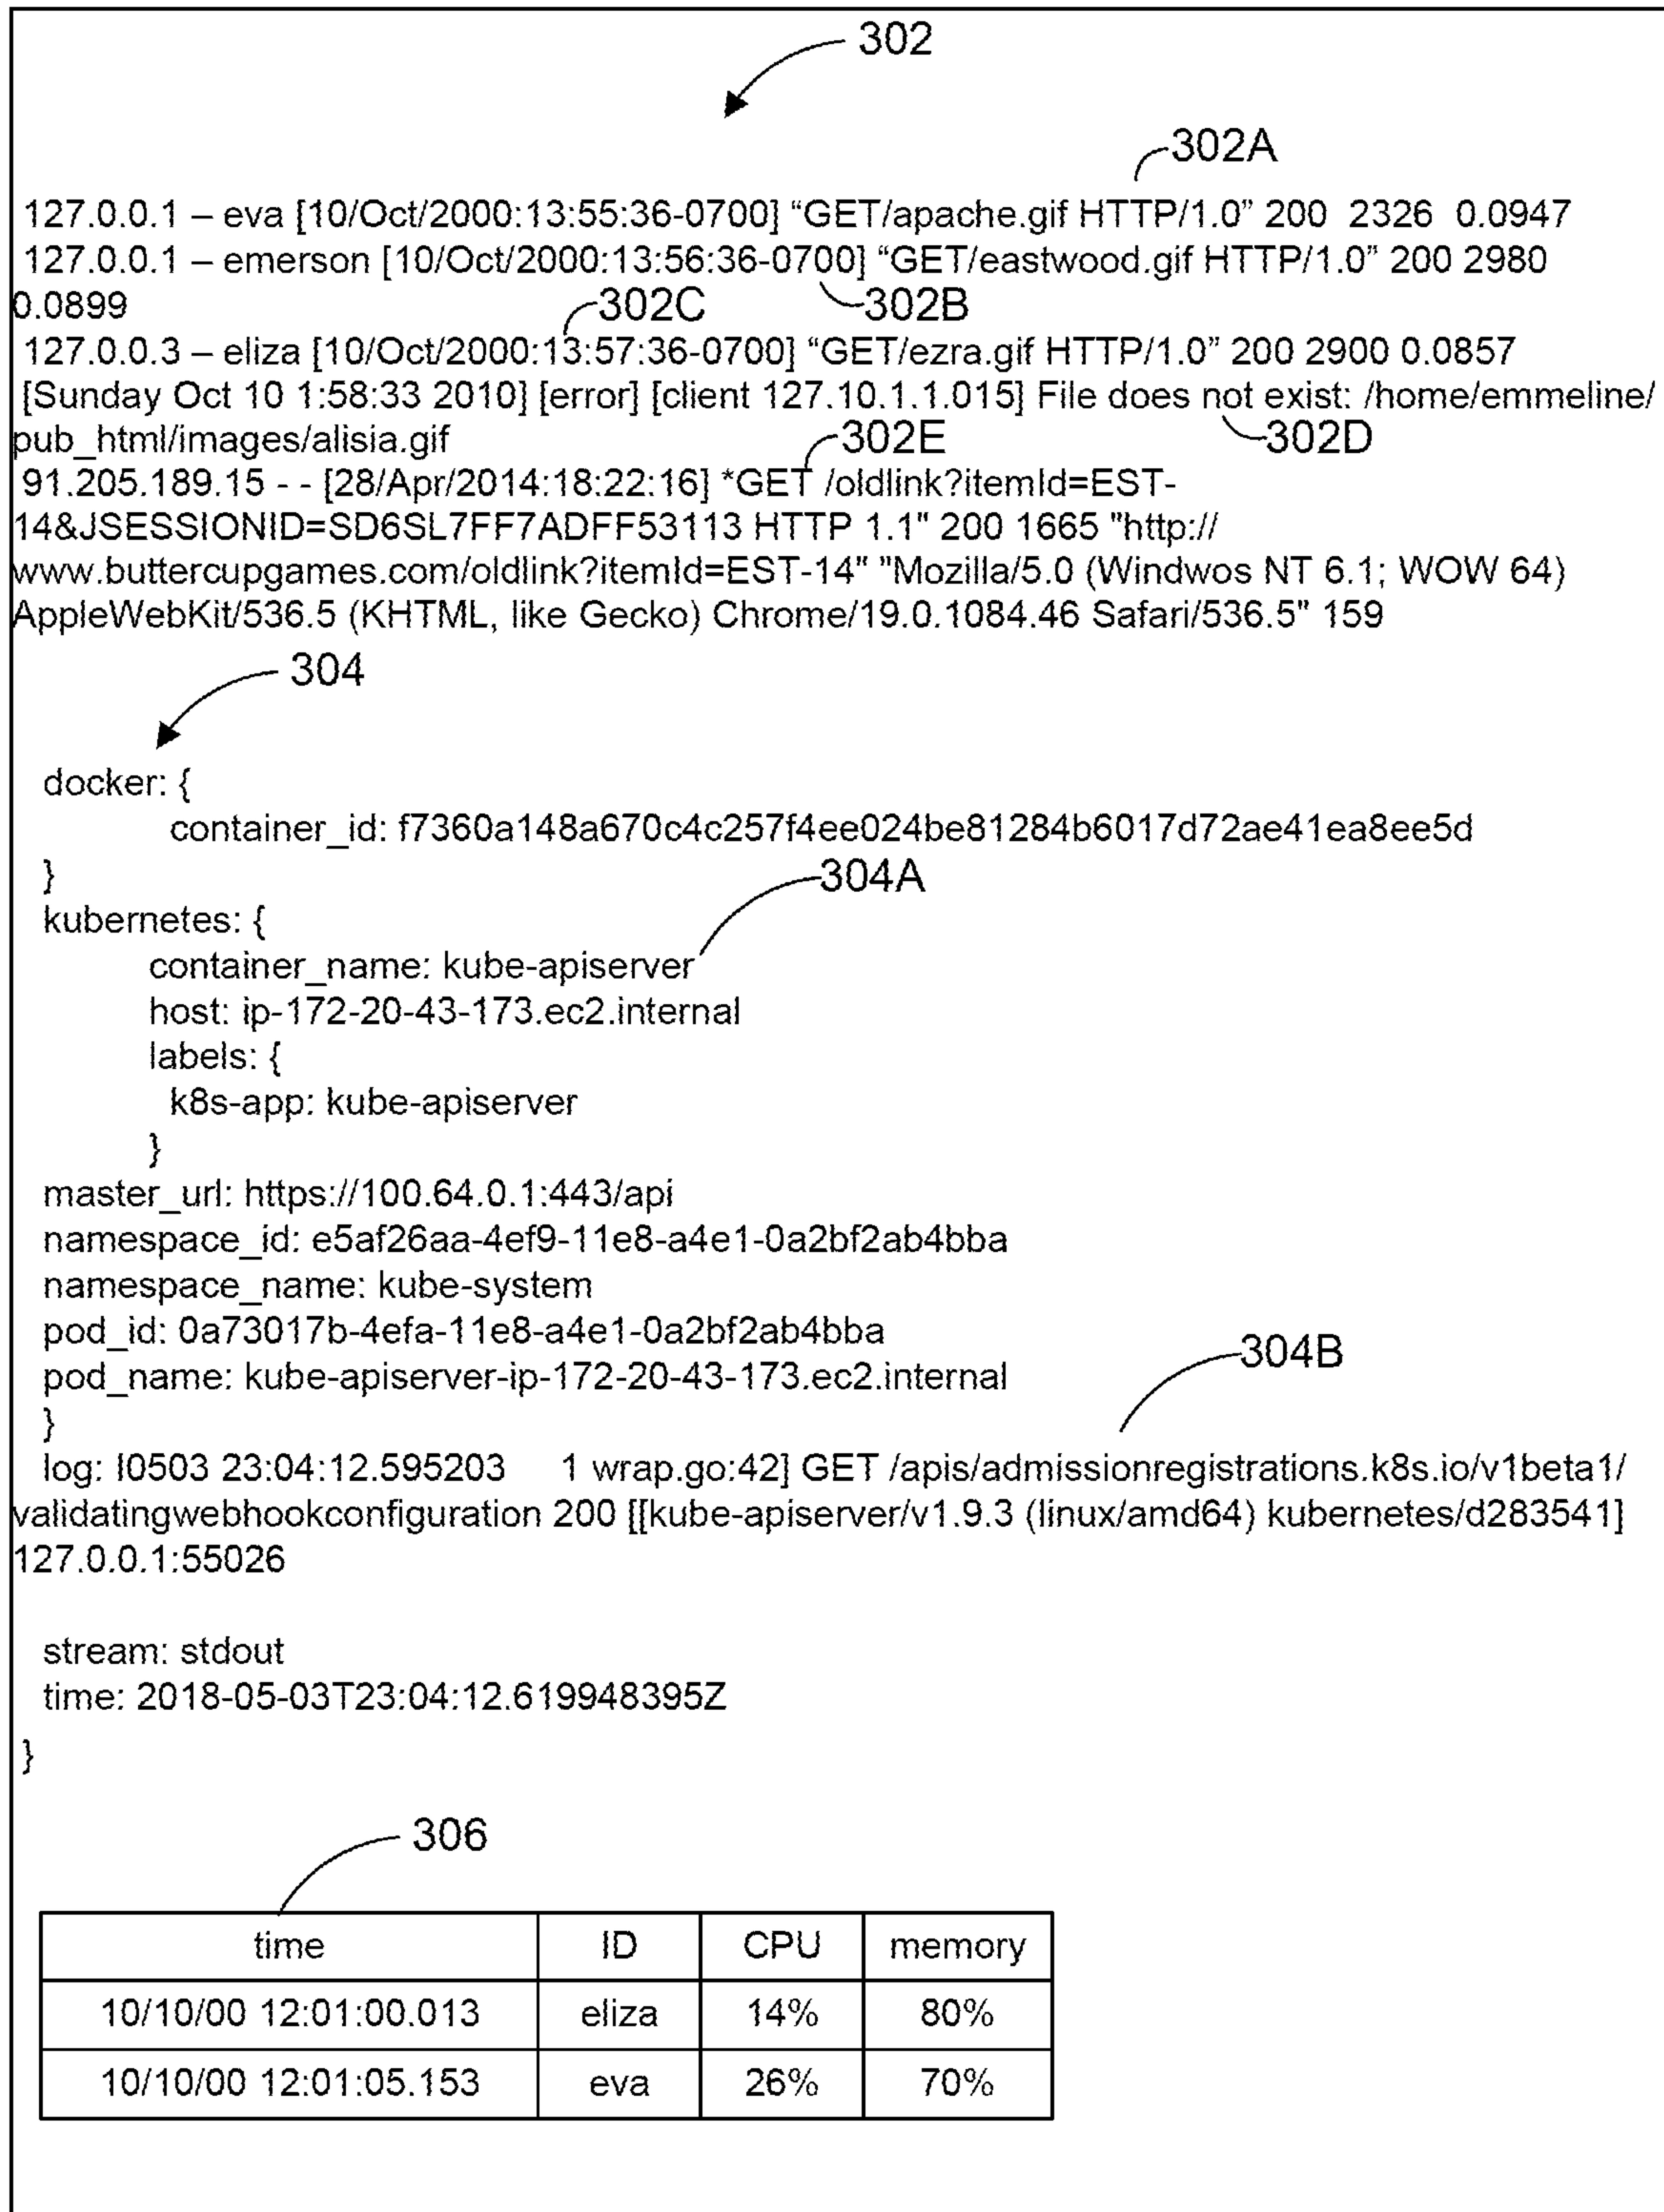 302
302A
127.0.0.1 – eva [10/Oct/2000:13:55:36-0700] “GET/apache.gif HTTP/1.0” 200 2326 0.0947
127.0.0.1 – emerson [10/Oct/2000:13:56:36-0700] “GET/eastwood.gif HTTP/1.0” 200 2980
0.0899
302C
302B
127.0.0.3 – eliza [10/Oct/2000:13:57:36-0700] “GET/ezra.gif HTTP/1.0” 200 2900 0.0857
[Sunday Oct 10 1:58:33 2010] [error] [client 127.10.1.1.015] File does not exist: /home/emmeline/
pub_html/images/alisia.gif
302E
302D
91.205.189.15 - - [28/Apr/2014:18:22:16] *GET /oldlink?itemId=EST-
14&JSESSIONID=SD6SL7FF7ADFF53113 HTTP 1.1" 200 1665 "http://
www.buttercupgames.com/oldlink?itemId=EST-14" "Mozilla/5.0 (Windwos NT 6.1; WOW 64)
AppleWebKit/536.5 (KHTML, like Gecko) Chrome/19.0.1084.46 Safari/536.5" 159
304
docker: {
container_id: f7360a148a670c4c257f4ee024be81284b6017d72ae41ea8ee5d
}
304A
kubernetes: {
container_name: kube-apiserver
host: ip-172-20-43-173.ec2.internal
labels: {
k8s-app: kube-apiserver
}
master_url: https://100.64.0.1:443/api
namespace_id: e5af26aa-4ef9-11e8-a4e1-0a2bf2ab4bba
namespace_name: kube-system
pod_id: 0a73017b-4efa-11e8-a4e1-0a2bf2ab4bba
304B
pod_name: kube-apiserver-ip-172-20-43-173.ec2.internal
}
log: I0503 23:04:12.595203 1 wrap.go:42] GET /apis/admissionregistrations.k8s.io/v1beta1/
validatingwebhookconfiguration 200 [[kube-apiserver/v1.9.3 (linux/amd64) kubernetes/d283541]
127.0.0.1:55026
stream: stdout
time: 2018-05-03T23:04:12.619948395Z
}
306
time ID CPU memory
10/10/00 12:01:00.013 eliza 14% 80%
10/10/00 12:01:05.153 eva 26% 70%